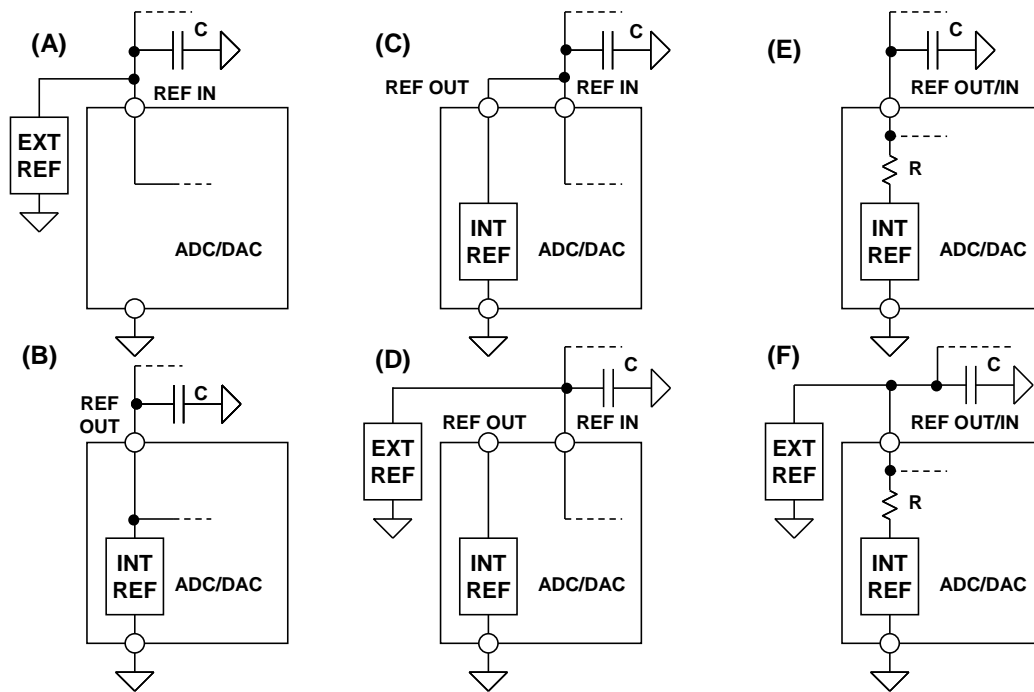 (A)
C
REF IN
EXT
REF
ADC/DAC
(C)
C
REF OUT
REF IN
INT
REF
ADC/DAC
(E)
C
REF OUT/IN
R
INT
REF
ADC/DAC
(B)
C
REF
OUT
INT
REF
ADC/DAC
(D)
C
REF OUT
REF IN
EXT
REF
INT
REF
ADC/DAC
(F)
C
REF OUT/IN
EXT
REF
R
INT
REF
ADC/DAC